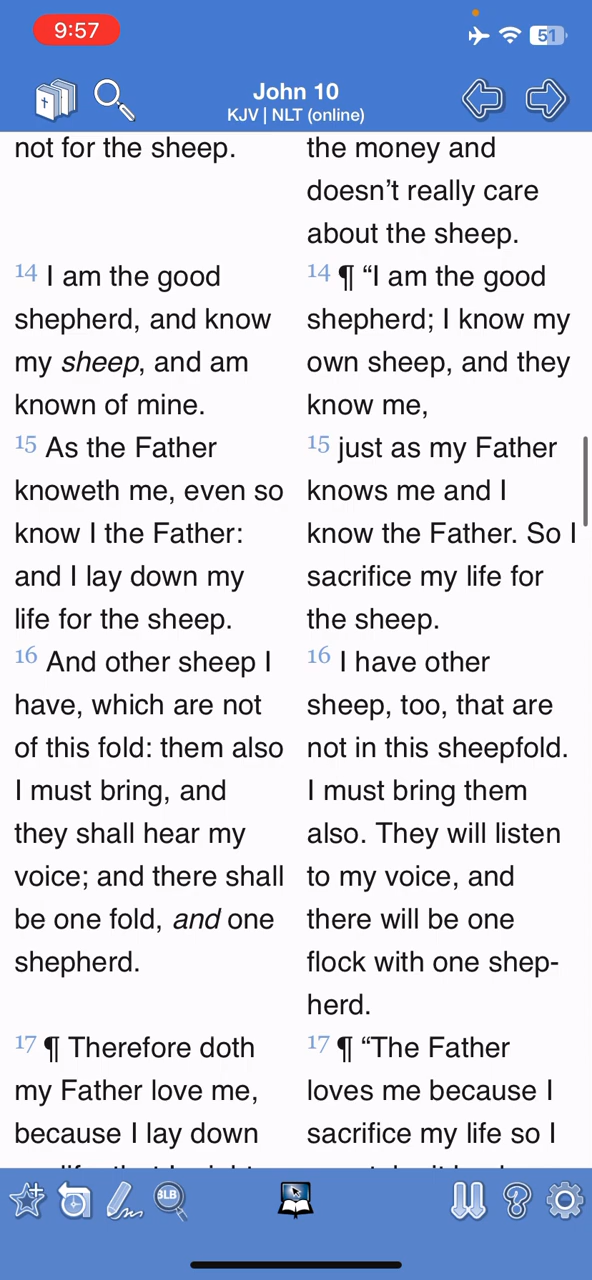 9:57
51
John 10
KJV | NLT (online)
not for the sheep.
14 I am the good
shepherd, and know
my sheep, and am
known of mine.
15 As the Father
knoweth me, even so
know I the Father:
and I lay down my
life for the sheep.
16 And other sheep I
have, which are not
of this fold: them also
I must bring, and
they shall hear my
voice; and there shall
be one fold, and one
shepherd.
17 ¶ Therefore doth
my Father love me,
because I lay down
the money and
doesn’t really care
about the sheep.
14 ¶ “I am the good
shepherd; I know my
own sheep, and they
know me,
15 just as my Father
knows me and I
know the Father. So I
sacrifice my life for
the sheep.
16 I have other
sheep, too, that are
not in this sheepfold.
I must bring them
also. They will listen
to my voice, and
there will be one
flock with one shep-
herd.
17 ¶ “The Father
loves me because I
sacrifice my life so I
BLB